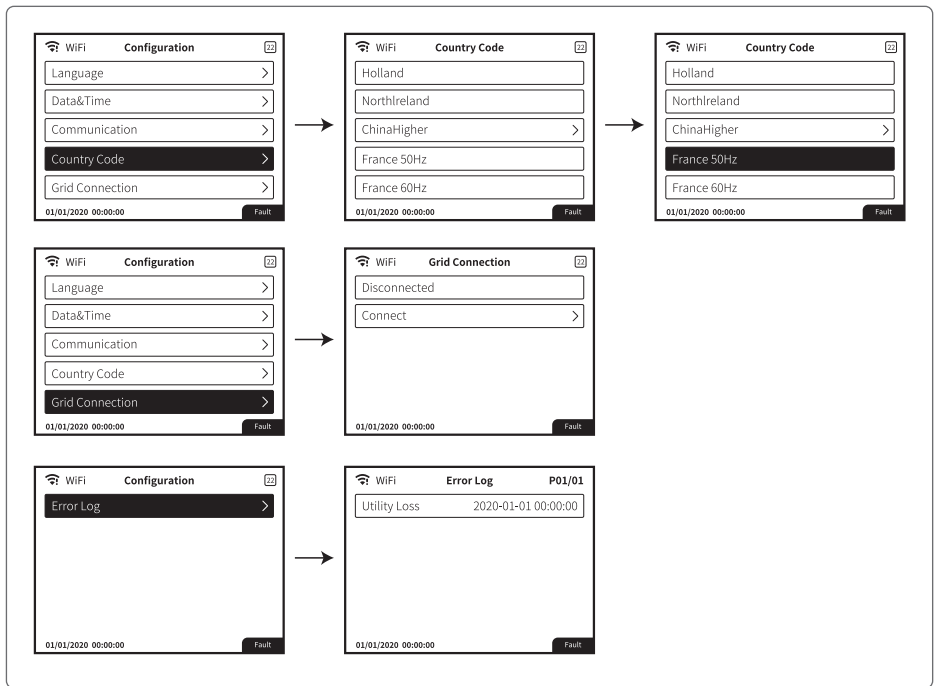 WiFi Configuration 22
Language >
Data&Time >
Communication >
Country Code >
Grid Connection >
01/01/2020 00:00:00 Fault
WiFi Country Code 22
Holland
NorthIreland
ChinaHigher >
France 50Hz
France 60Hz
01/01/2020 00:00:00 Fault
WiFi Country Code 22
Holland
NorthIreland
ChinaHigher >
France 50Hz
France 60Hz
01/01/2020 00:00:00 Fault
WiFi Configuration 22
Language >
Data&Time >
Communication >
Country Code >
Grid Connection >
01/01/2020 00:00:00 Fault
WiFi Grid Connection 22
Disconnected
Connect >
01/01/2020 00:00:00 Fault
WiFi Configuration 22
Error Log >
01/01/2020 00:00:00 Fault
WiFi Error Log P01/01
Utility Loss 2020-01-01 00:00:00
01/01/2020 00:00:00 Fault